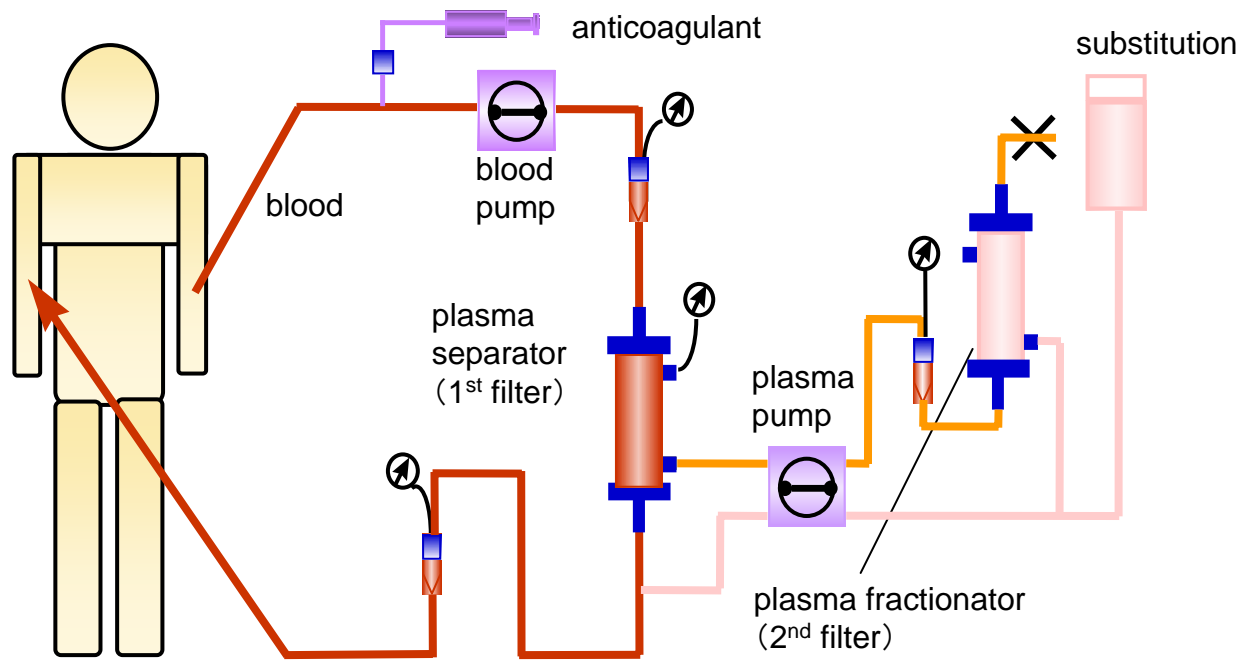 anticoagulant
substitution
blood
pump
blood
plasma
separator
（1st filter）
plasma
pump
plasma fractionator
（2nd filter）